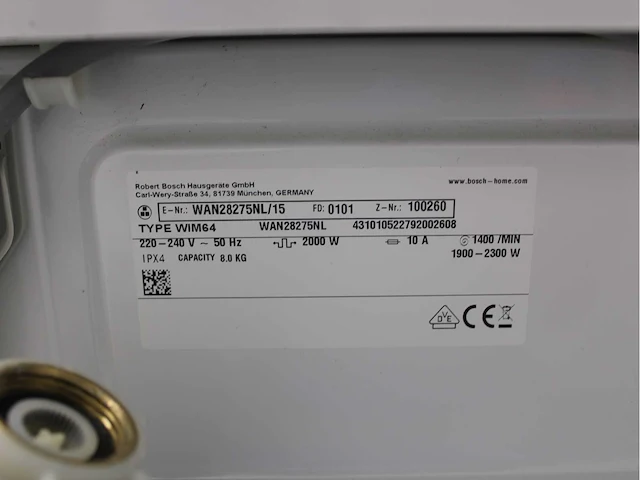 Robert Bosch Hausgeräte GmbH
Carl-Wery-Straße 34, 81739 München, GERMANY
www.bosch-home.com
E-Nr.: WAN28275NL/15 FD: 0101 Z-Nr.: 100260
TYPE WIM64 WAN28275NL 431010522792002608
220-240 V ~ 50 Hz 2000 W 10 A 1400 /MIN
IPX4 CAPACITY 8.0 KG 1900-2300 W
DVE CE